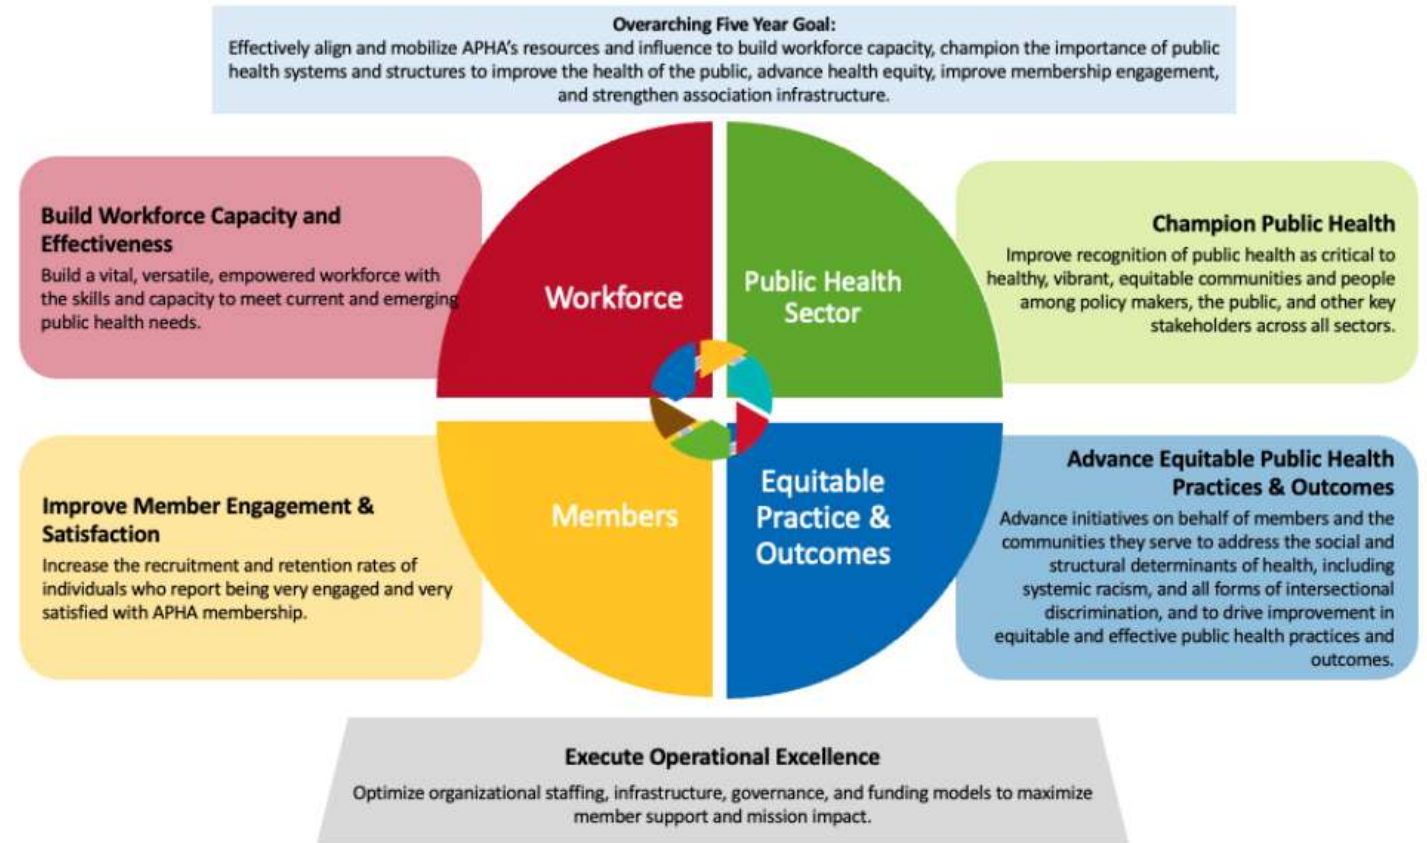 Overarching Five Year Goal:
Effectively align and mobilize APHA's resources and influence to build workforce capacity, champion the importance of public
health systems and structures to improve the health of the public, advance health equity, improve membership engagement,
and strengthen association infrastructure.
Build Workforce Capacity and
Effectiveness
Build a vital, versatile, empowered workforce with
the skills and capacity to meet current and emerging
public health needs.
Workforce
Public Health
Sector
Champion Public Health
Improve recognition of public health as critical to
healthy, vibrant, equitable communities and people
among policy makers, the public, and other key
stakeholders across all sectors.
Improve Member Engagement &
Satisfaction
Increase the recruitment and retention rates of
individuals who report being very engaged and very
satisfied with APHA membership.
Members
Equitable
Practice &
Outcomes
Advance Equitable Public Health
Practices & Outcomes
Advance initiatives on behalf of members and the
communities they serve to address the social and
structural determinants of health, including
systemic racism, and all forms of intersectional
discrimination, and to drive improvement in
equitable and effective public health practices and
outcomes.
Execute Operational Excellence
Optimize organizational staffing, infrastructure, governance, and funding models to maximize
member support and mission impact.